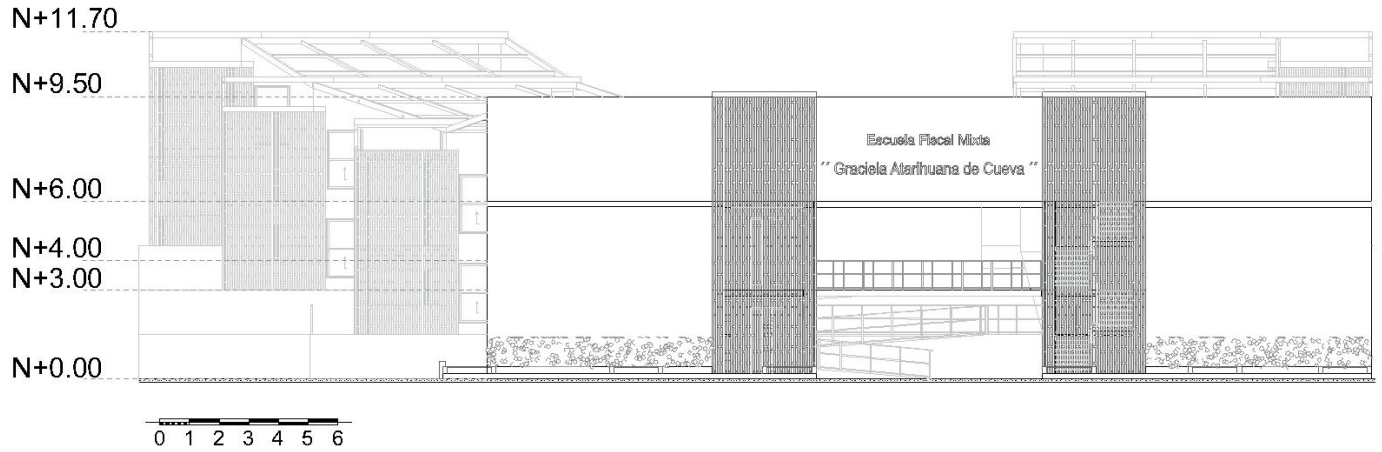 N+11.70
N+9.50
Escuela Fiscal Mixta
´´ Graciela Atarihuana de Cueva ´´
N+6.00
N+4.00
N+3.00
N+0.00
0 1 2 3 4 5 6